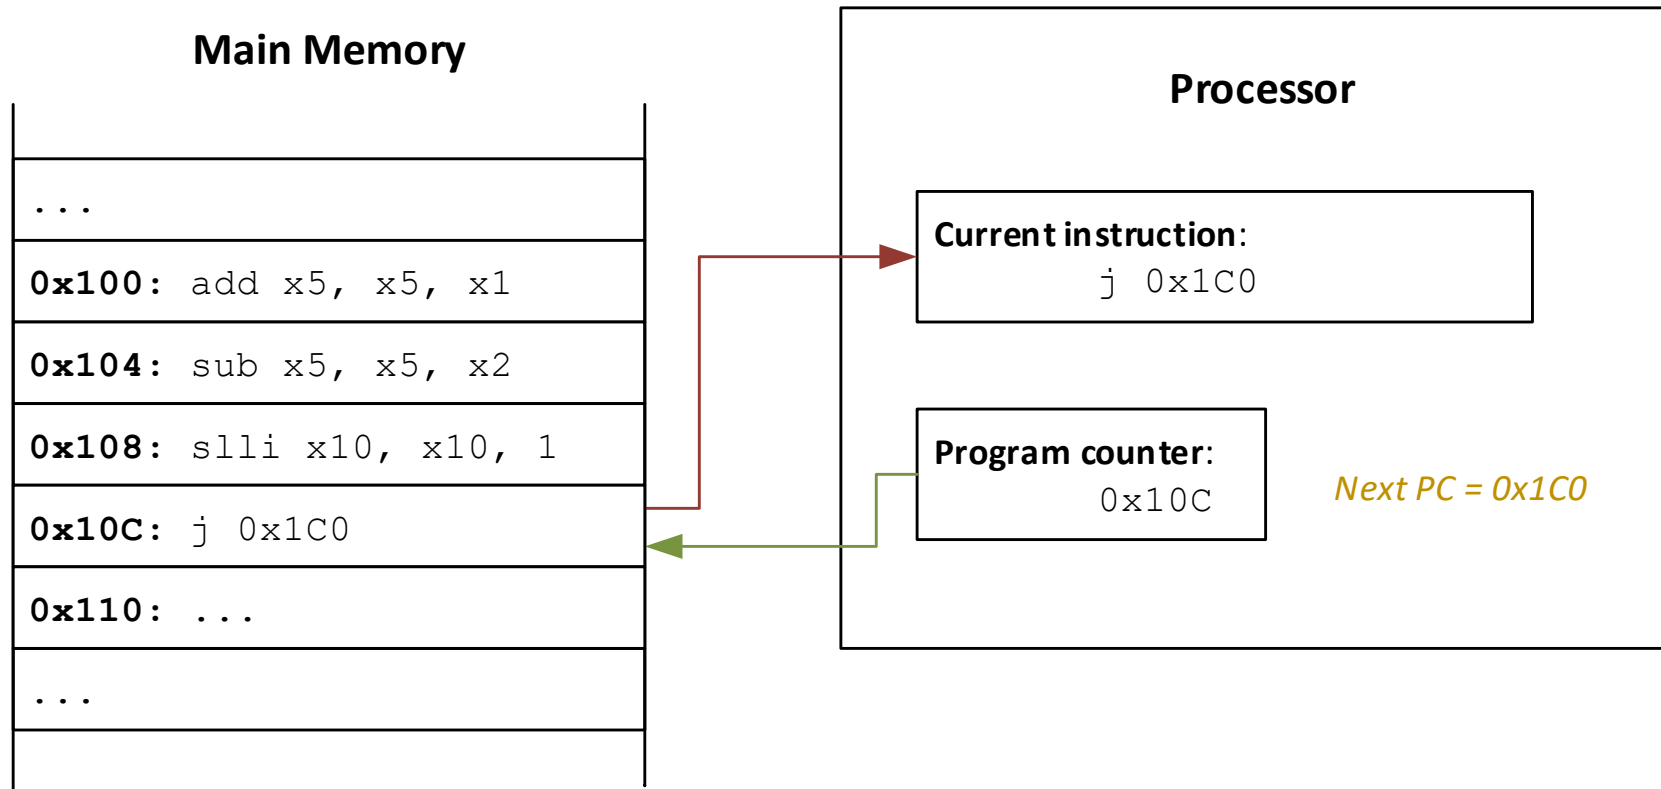 Main Memory
...
0x100: add x5, x5, x1
0x104: sub x5, x5, x2
0x108: slli x10, x10, 1
0x10C: j 0x1C0
0x110: ...
...
Processor
Current instruction:
j 0x1C0
Program counter:
0x10C
Next PC = 0x1C0